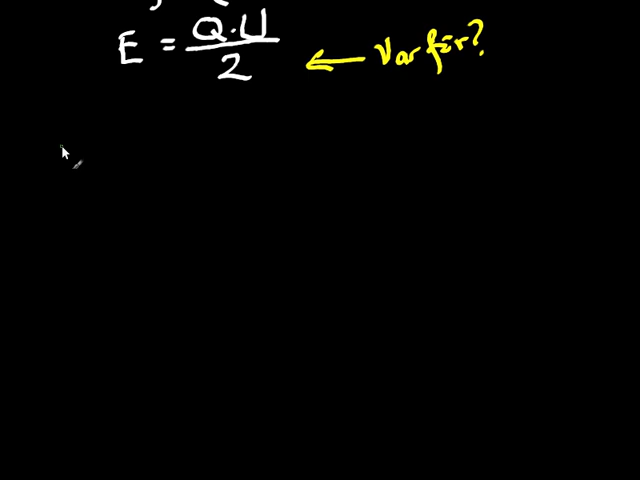 E = Q·U / 2 ← Varför?